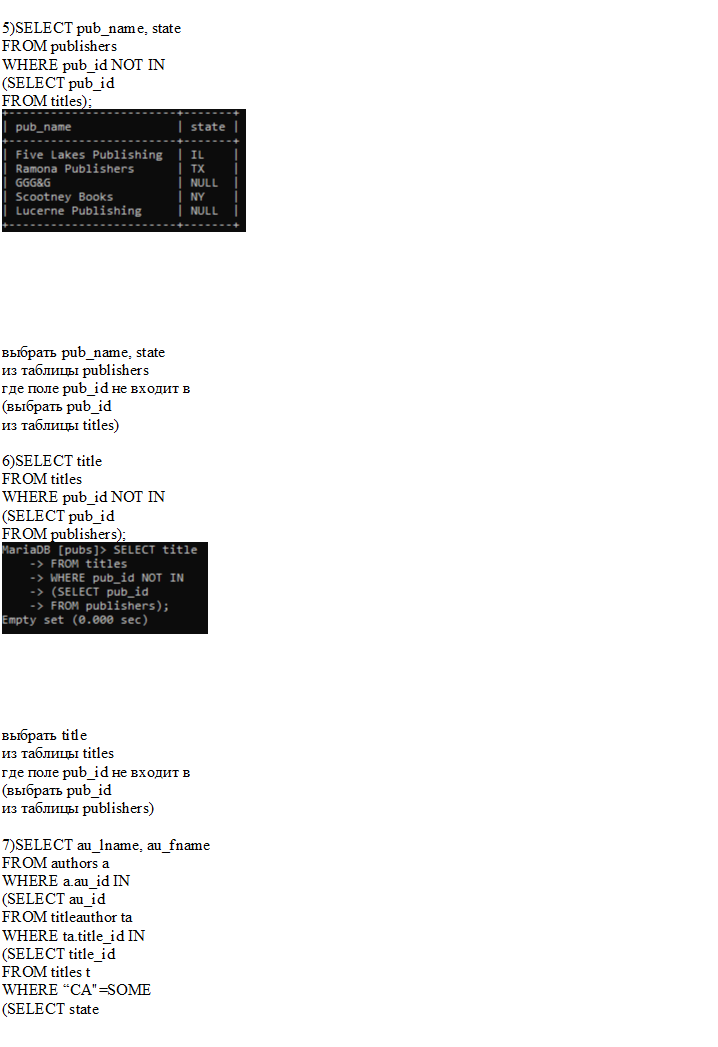 5)SELECT pub_name, state
FROM publishers
WHERE pub_id NOT IN
(SELECT pub_id
FROM titles);
+-----------------------+-------+
| pub_name              | state |
+-----------------------+-------+
| Five Lakes Publishing | IL    |
| Ramona Publishers     | TX    |
| GGG&G                 | NULL  |
| Scootney Books        | NY    |
| Lucerne Publishing    | NULL  |
+-----------------------+-------+
выбрать pub_name, state
из таблицы publishers
где поле pub_id не входит в
(выбрать pub_id
из таблицы titles)
6)SELECT title
FROM titles
WHERE pub_id NOT IN
(SELECT pub_id
FROM publishers);
MariaDB [pubs]> SELECT title
-> FROM titles
-> WHERE pub_id NOT IN
-> (SELECT pub_id
-> FROM publishers);
Empty set (0.000 sec)
выбрать title
из таблицы titles
где поле pub_id не входит в
(выбрать pub_id
из таблицы publishers)
7)SELECT au_lname, au_fname
FROM authors a
WHERE a.au_id IN
(SELECT au_id
FROM titleauthor ta
WHERE ta.title_id IN
(SELECT title_id
FROM titles t
WHERE “CA"=SOME
(SELECT state